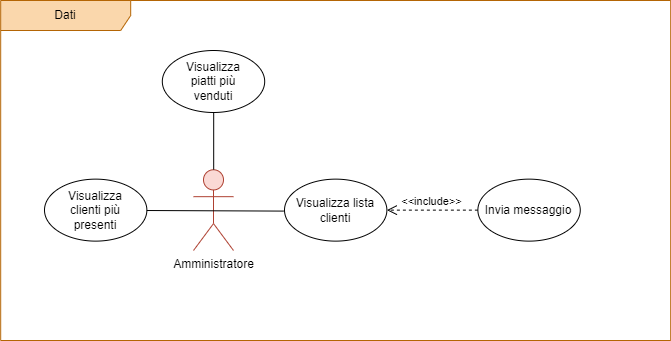 Dati
Visualizza
piatti più
venduti
Visualizza
clienti più
presenti
Visualizza lista
clienti
<<include>>
Invia messaggio
Amministratore